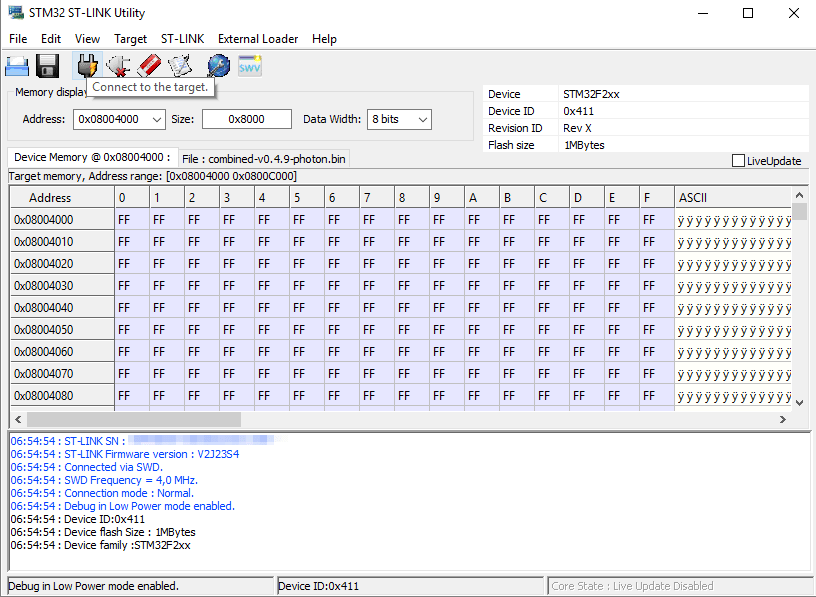 STM32 ST-LINK Utility
File Edit View Target ST-LINK External Loader Help
SWV
Connect to the target.
Memory display
Address: 0x08004000 Size: 0x8000 Data Width: 8 bits
Device STM32F2xx
Device ID 0x411
Revision ID Rev X
Flash size 1MBytes
LiveUpdate
Device Memory @ 0x08004000 : File : combined-v0.4.9-photon.bin
Target memory, Address range: [0x08004000 0x0800C000]
Address 0 1 2 3 4 5 6 7 8 9 A B C D E F ASCII
0x08004000 FF FF FF FF FF FF FF FF FF FF FF FF FF FF FF FF ÿÿÿÿÿÿÿÿÿÿÿÿÿ
0x08004010 FF FF FF FF FF FF FF FF FF FF FF FF FF FF FF FF ÿÿÿÿÿÿÿÿÿÿÿÿÿ
0x08004020 FF FF FF FF FF FF FF FF FF FF FF FF FF FF FF FF ÿÿÿÿÿÿÿÿÿÿÿÿÿ
0x08004030 FF FF FF FF FF FF FF FF FF FF FF FF FF FF FF FF ÿÿÿÿÿÿÿÿÿÿÿÿÿ
0x08004040 FF FF FF FF FF FF FF FF FF FF FF FF FF FF FF FF ÿÿÿÿÿÿÿÿÿÿÿÿÿ
0x08004050 FF FF FF FF FF FF FF FF FF FF FF FF FF FF FF FF ÿÿÿÿÿÿÿÿÿÿÿÿÿ
0x08004060 FF FF FF FF FF FF FF FF FF FF FF FF FF FF FF FF ÿÿÿÿÿÿÿÿÿÿÿÿÿ
0x08004070 FF FF FF FF FF FF FF FF FF FF FF FF FF FF FF FF ÿÿÿÿÿÿÿÿÿÿÿÿÿ
0x08004080 FF FF FF FF FF FF FF FF FF FF FF FF FF FF FF FF ÿÿÿÿÿÿÿÿÿÿÿÿÿ
06:54:54 : ST-LINK SN :
06:54:54 : ST-LINK Firmware version : V2J23S4
06:54:54 : Connected via SWD.
06:54:54 : SWD Frequency = 4,0 MHz.
06:54:54 : Connection mode : Normal.
06:54:54 : Debug in Low Power mode enabled.
06:54:54 : Device ID:0x411
06:54:54 : Device flash Size : 1MBytes
06:54:54 : Device family :STM32F2xx
Debug in Low Power mode enabled. Device ID:0x411 Core State : Live Update Disabled